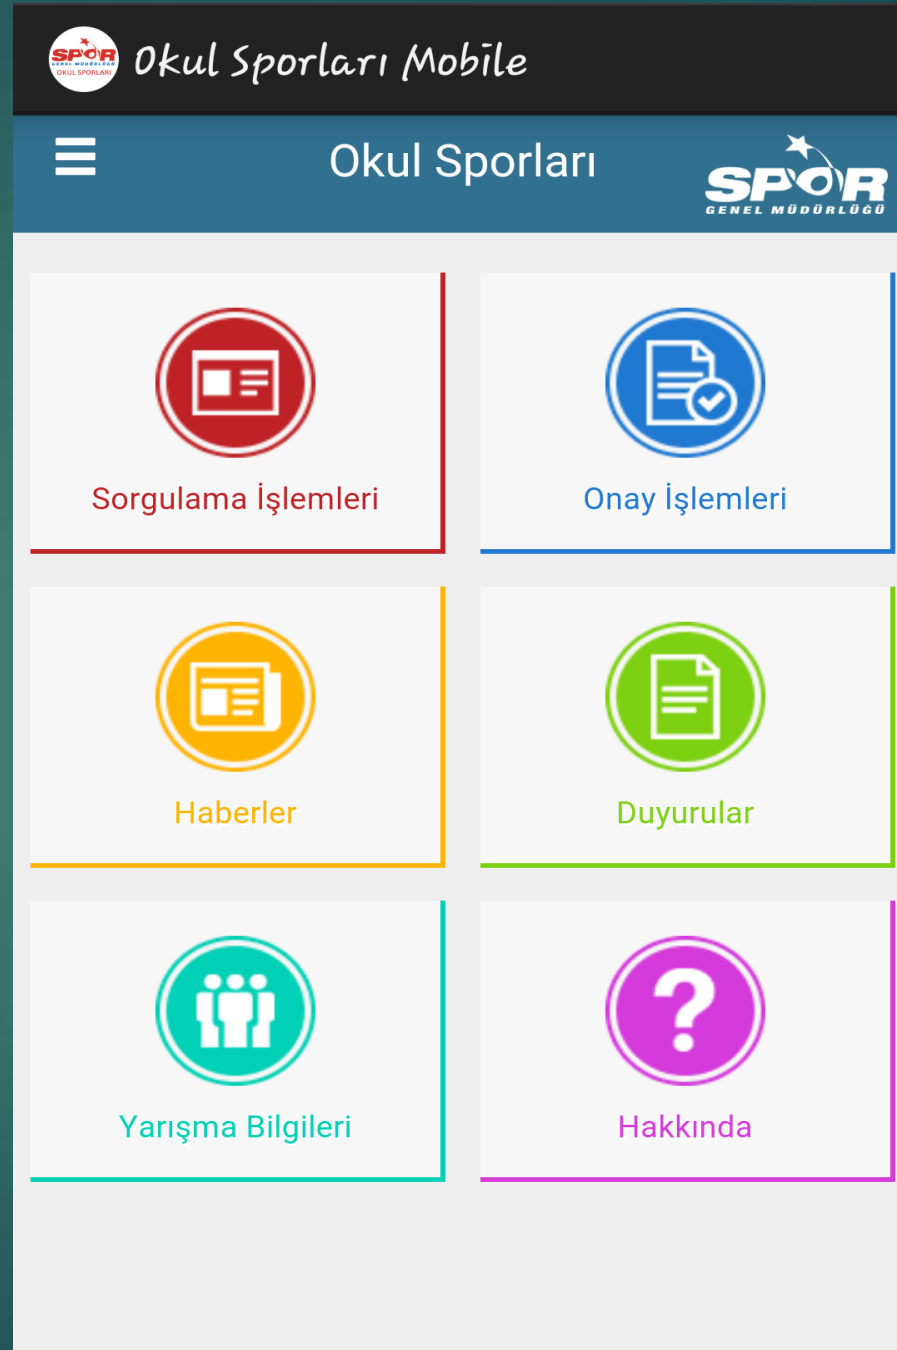 SPOR
GENEL MÜDÜRLÜĞÜ
OKUL SPORLARI
Okul Sporları Mobile
Okul Sporları
SPOR
GENEL MÜDÜRLÜĞÜ
Sorgulama İşlemleri
Onay İşlemleri
Haberler
Duyurular
Yarışma Bilgileri
Hakkında